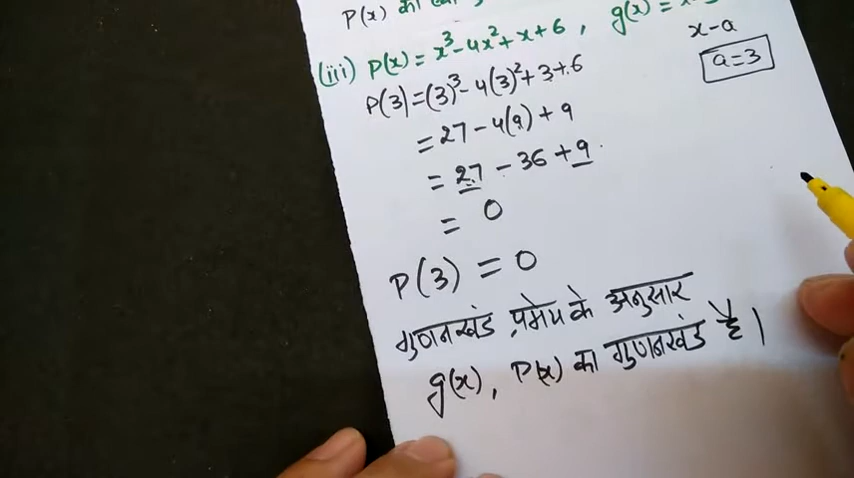 P(x) का
(iii) P(x) = x³ - 4x² + x + 6 , g(x) =
x-a
a=3
P(3) = (3)³ - 4(3)² + 3 + 6
= 27 - 4(9) + 9
= 27 - 36 + 9
= 0
P(3) = 0
गुणनखंड प्रमेय के अनुसार
g(x), P(x) का गुणनखंड है।